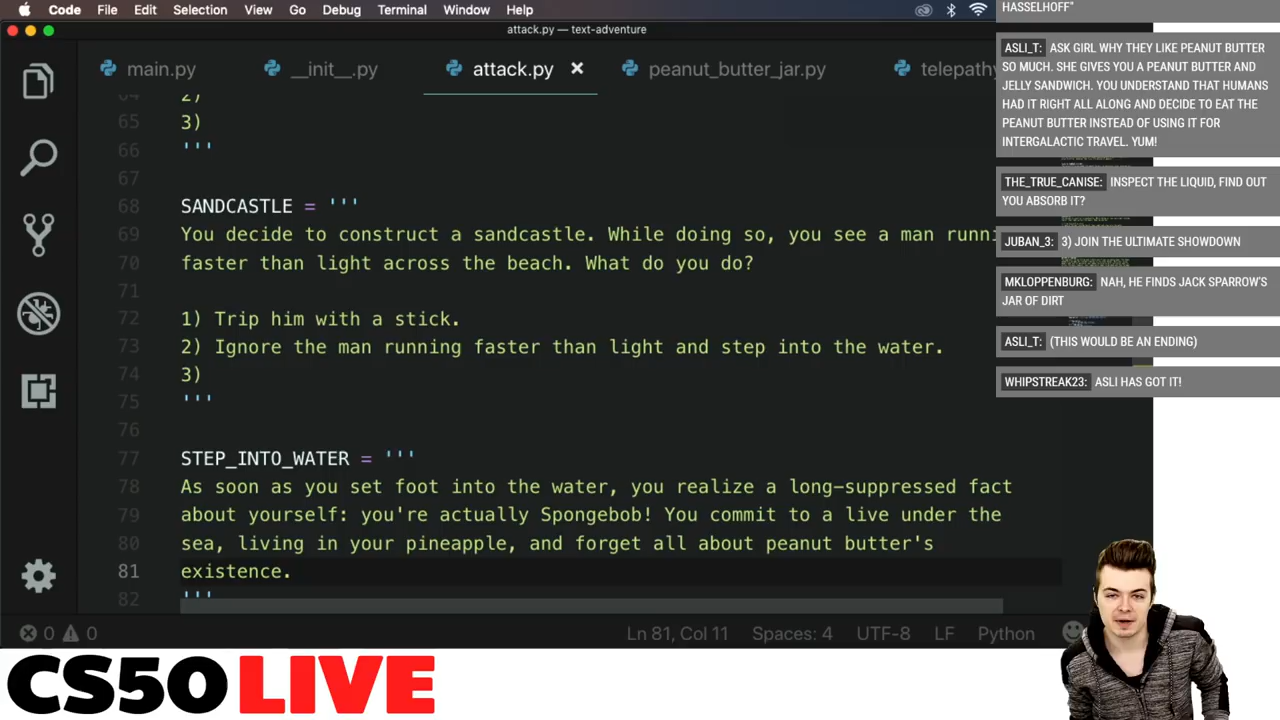 Code File Edit Selection View Go Debug Terminal Window Help
attack.py — text-adventure
main.py __init__.py attack.py × peanut_butter_jar.py telepathy
2)
65 3)
66 '''
67
68 SANDCASTLE = '''
69 You decide to construct a sandcastle. While doing so, you see a man runni
70 faster than light across the beach. What do you do?
71
72 1) Trip him with a stick.
73 2) Ignore the man running faster than light and step into the water.
74 3)
75 '''
76
77 STEP_INTO_WATER = '''
78 As soon as you set foot into the water, you realize a long-suppressed fact
79 about yourself: you're actually Spongebob! You commit to a live under the
80 sea, living in your pineapple, and forget all about peanut butter's
81 existence.
82 '''
0 0 Ln 81, Col 11 Spaces: 4 UTF-8 LF Python
HASSELHOFF"
ASLI_T: ASK GIRL WHY THEY LIKE PEANUT BUTTER
SO MUCH. SHE GIVES YOU A PEANUT BUTTER AND
JELLY SANDWICH. YOU UNDERSTAND THAT HUMANS
HAD IT RIGHT ALL ALONG AND DECIDE TO EAT THE
PEANUT BUTTER INSTEAD OF USING IT FOR
INTERGALACTIC TRAVEL. YUM!
THE_TRUE_CANISE: INSPECT THE LIQUID, FIND OUT
YOU ABSORB IT?
JUBAN_3: 3) JOIN THE ULTIMATE SHOWDOWN
MKLOPPENBURG: NAH, HE FINDS JACK SPARROW'S
JAR OF DIRT
ASLI_T: (THIS WOULD BE AN ENDING)
WHIPSTREAK23: ASLI HAS GOT IT!
CS50 LIVE